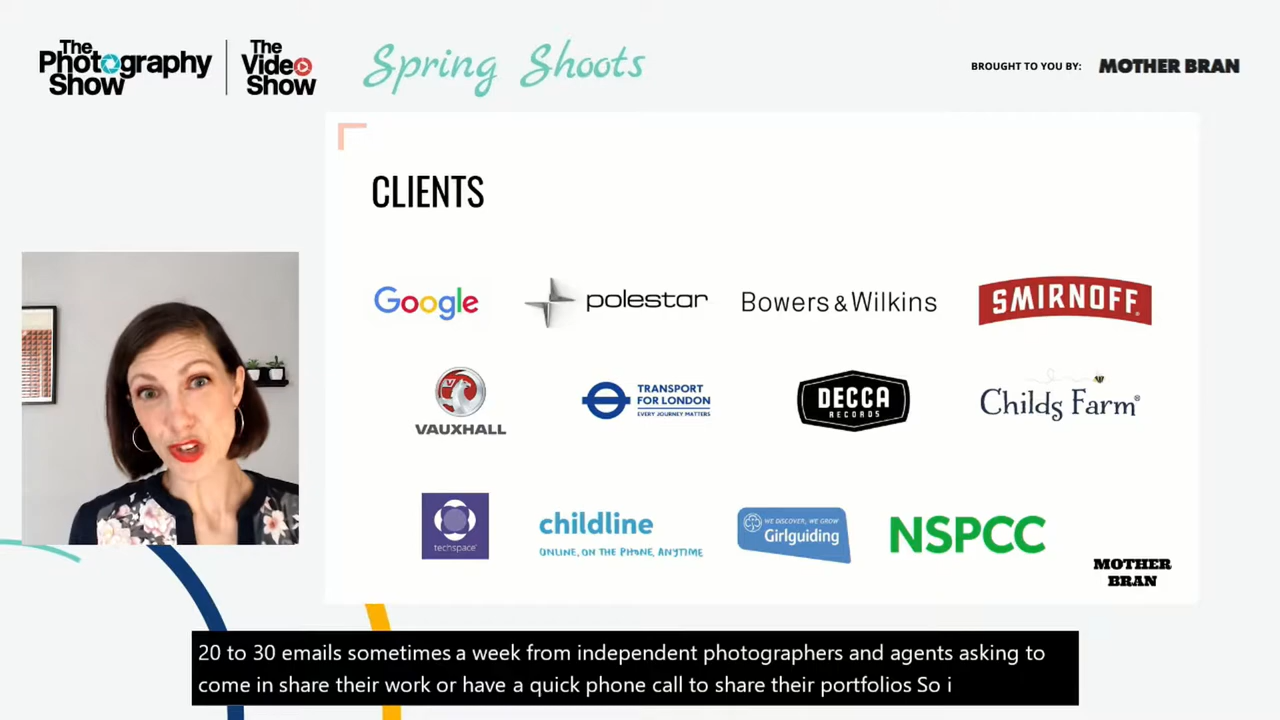 The
Photography
Show
The
Video
Show
Spring Shoots
BROUGHT TO YOU BY: MOTHER BRAN
CLIENTS
Google
polestar
Bowers & Wilkins
SMIRNOFF
VAUXHALL
TRANSPORT
FOR LONDON
EVERY JOURNEY MATTERS
DECCA
RECORDS
Childs Farm
techspace
childline
ONLINE, ON THE PHONE, ANYTIME
WE DISCOVER, WE GROW
Girlguiding
NSPCC
MOTHER
BRAN
20 to 30 emails sometimes a week from independent photographers and agents asking to
come in share their work or have a quick phone call to share their portfolios So i